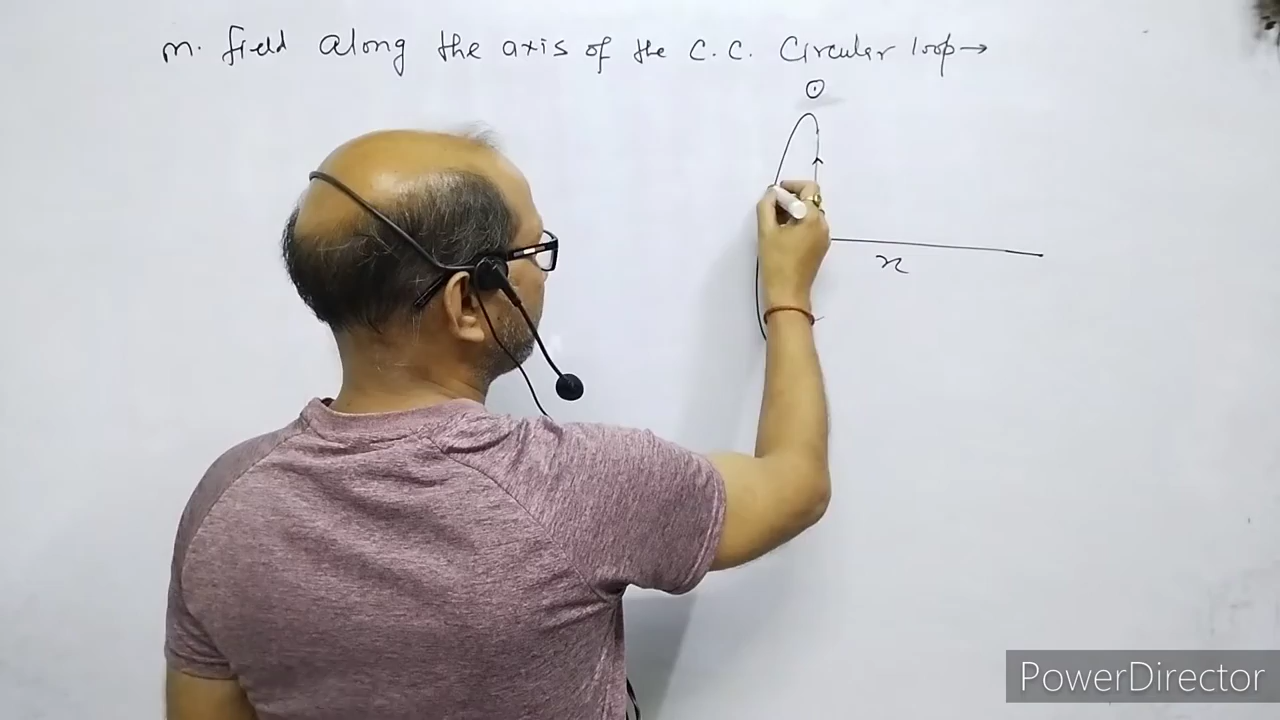 m. field along the axis of the C.C. Circular loop→
x
PowerDirector